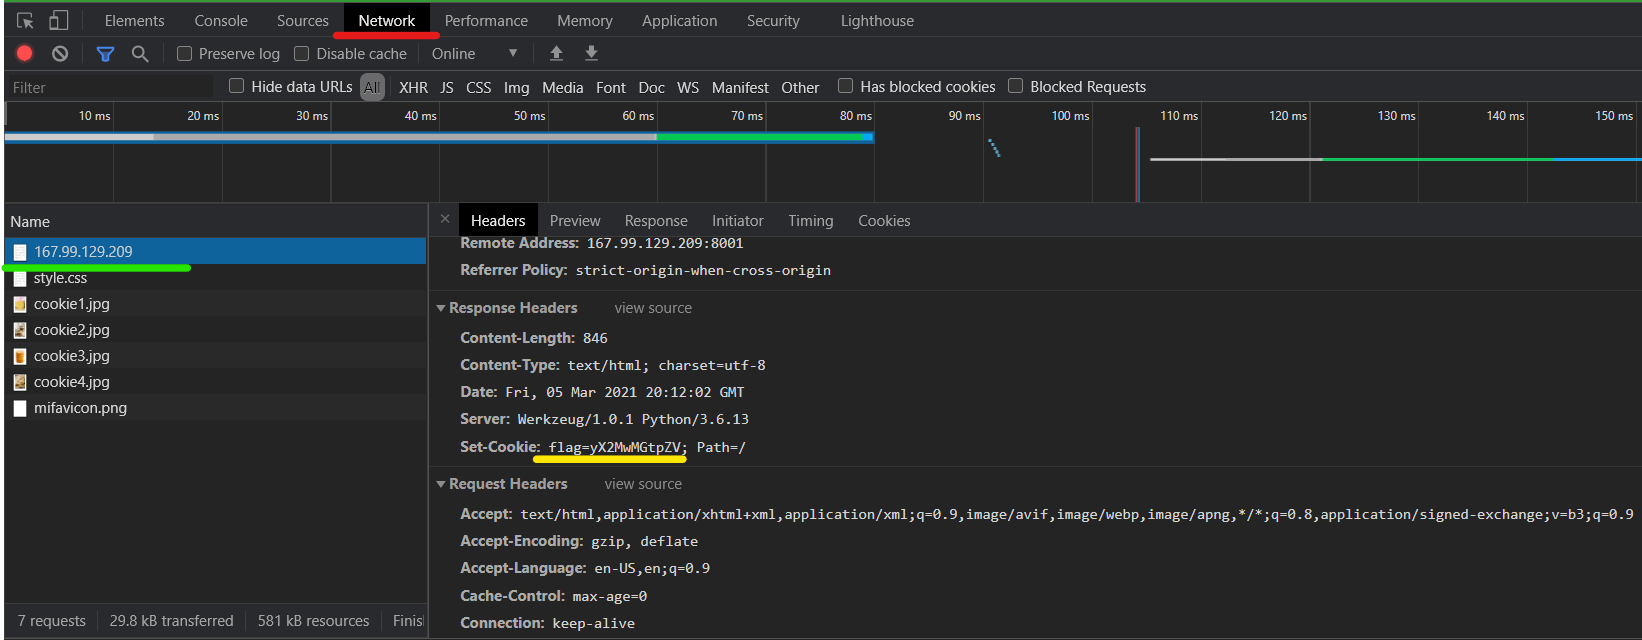 Elements Console Sources Network Performance Memory Application Security Lighthouse
Preserve log Disable cache Online
Filter Hide data URLs All XHR JS CSS Img Media Font Doc WS Manifest Other Has blocked cookies Blocked Requests
10 ms 20 ms 30 ms 40 ms 50 ms 60 ms 70 ms 80 ms 90 ms 100 ms 110 ms 120 ms 130 ms 140 ms 150 ms
Name
167.99.129.209
style.css
cookie1.jpg
cookie2.jpg
cookie3.jpg
cookie4.jpg
mifavicon.png
7 requests 29.8 kB transferred 581 kB resources Finis
Headers Preview Response Initiator Timing Cookies
Remote Address: 167.99.129.209:8001
Referrer Policy: strict-origin-when-cross-origin
Response Headers view source
Content-Length: 846
Content-Type: text/html; charset=utf-8
Date: Fri, 05 Mar 2021 20:12:02 GMT
Server: Werkzeug/1.0.1 Python/3.6.13
Set-Cookie: flag=yX2MwMGtpZV; Path=/
Request Headers view source
Accept: text/html,application/xhtml+xml,application/xml;q=0.9,image/avif,image/webp,image/apng,*/*;q=0.8,application/signed-exchange;v=b3;q=0.9
Accept-Encoding: gzip, deflate
Accept-Language: en-US,en;q=0.9
Cache-Control: max-age=0
Connection: keep-alive